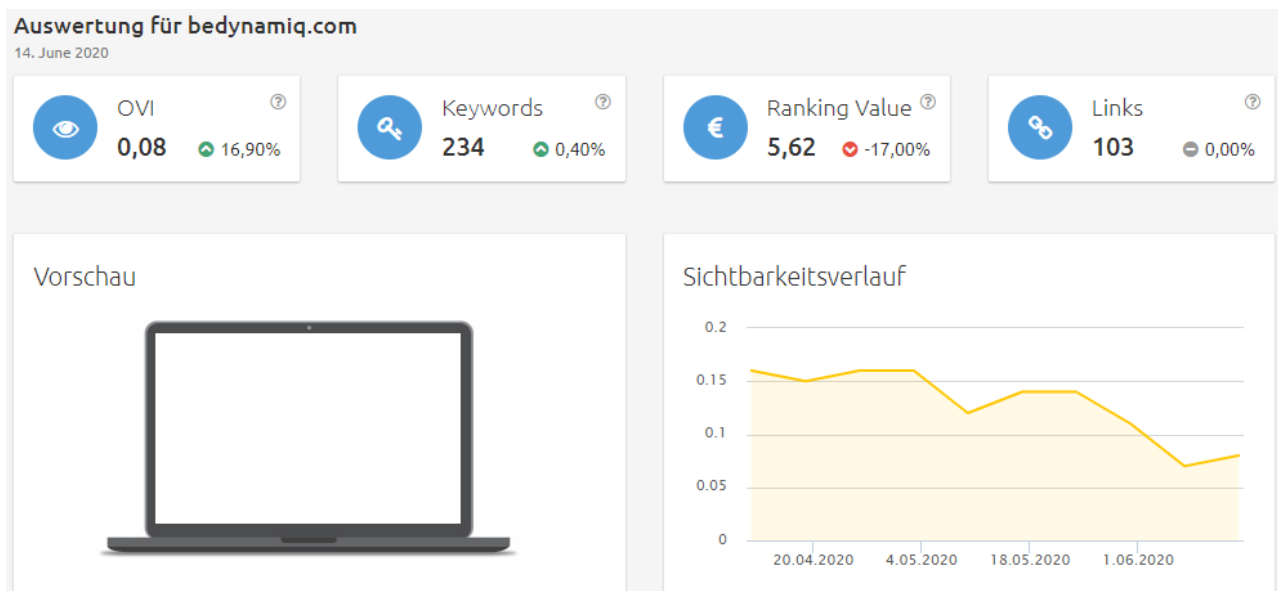 Auswertung für bedynamiq.com
14. June 2020
OVI ?
0,08 16,90%
Keywords ?
234 0,40%
€ Ranking Value ?
5,62 -17,00%
Links ?
103 0,00%
Vorschau
Sichtbarkeitsverlauf
0.2
0.15
0.1
0.05
0
20.04.2020 4.05.2020 18.05.2020 1.06.2020